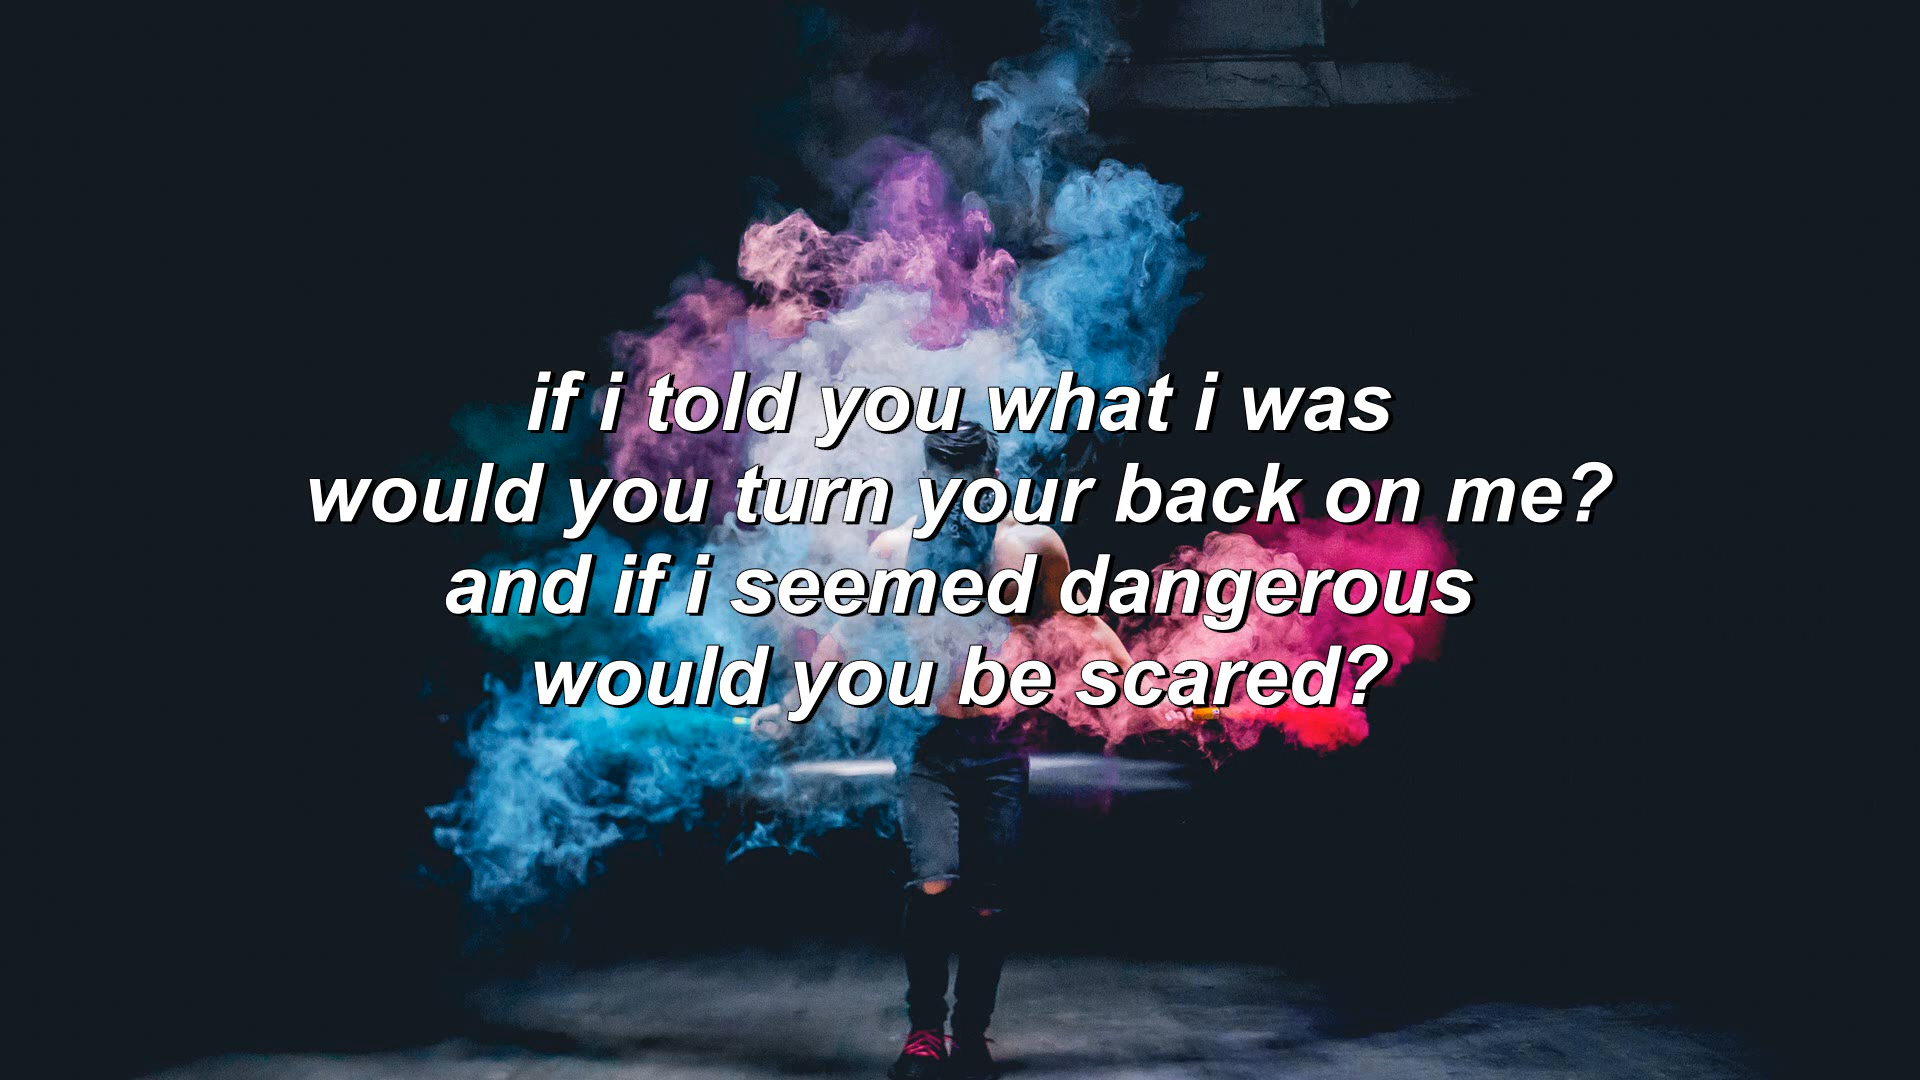 if i told you what i was
would you turn your back on me?
and if i seemed dangerous
would you be scared?